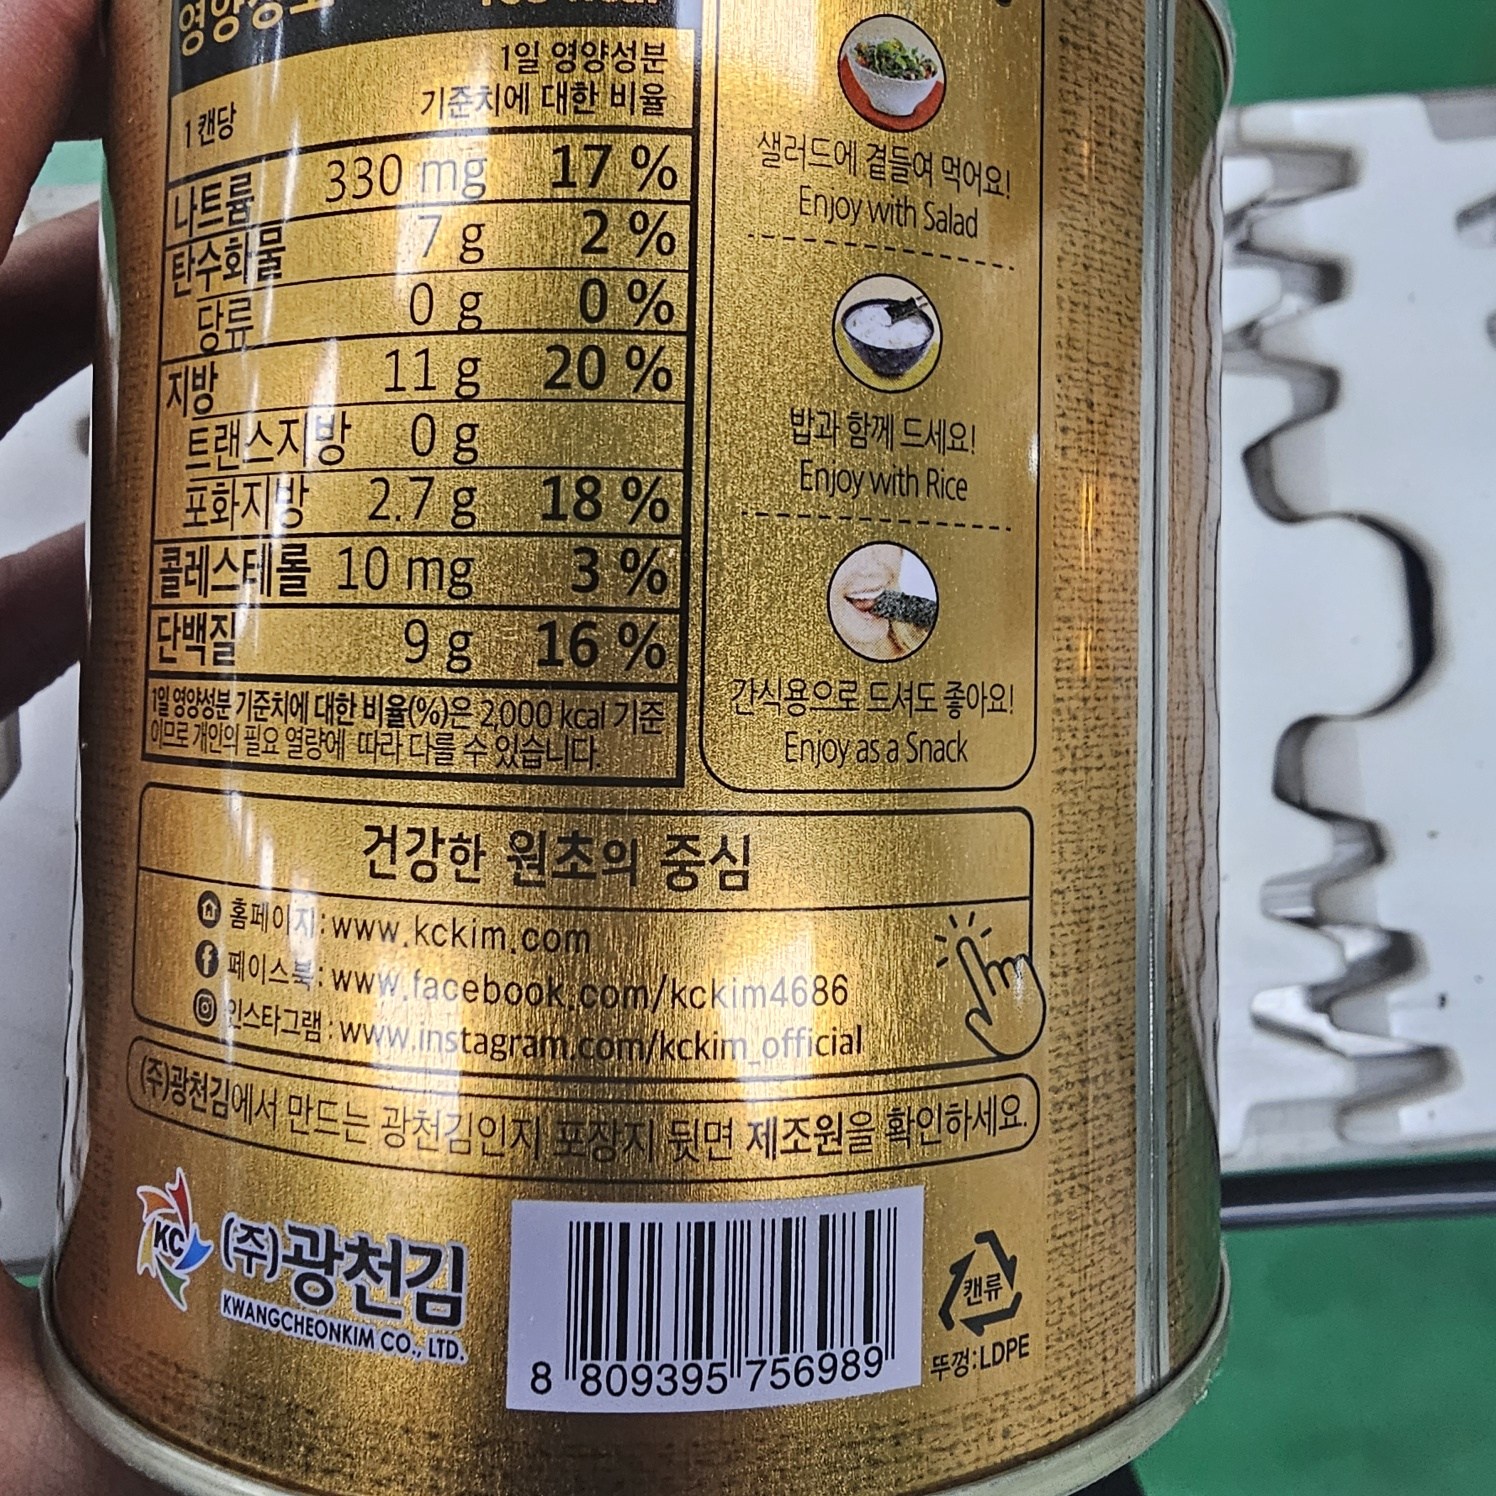 영양정보
1일 영양성분
1 캔당 기준치에 대한 비율
나트륨 330 mg 17 %
탄수화물 7 g 2 %
당류 0 g 0 %
지방 11 g 20 %
트랜스지방 0 g
포화지방 2.7 g 18 %
콜레스테롤 10 mg 3 %
단백질 9 g 16 %
1일 영양성분 기준치에 대한 비율(%)은 2,000 kcal 기준
이므로 개인의 필요 열량에 따라 다를 수 있습니다.
샐러드에 곁들여 먹어요!
Enjoy with Salad
밥과 함께 드세요!
Enjoy with Rice
간식용으로 드셔도 좋아요!
Enjoy as a Snack
건강한 원초의 중심
홈페이지 : www.kckim.com
페이스북 : www.facebook.com/kckim4686
인스타그램 : www.instagram.com/kckim_official
(주)광천김에서 만드는 광천김인지 포장지 뒷면 제조원을 확인하세요.
KC (주)광천김
KWANGCHEONKIM CO., LTD.
8 809395 756989
캔류
뚜껑:LDPE